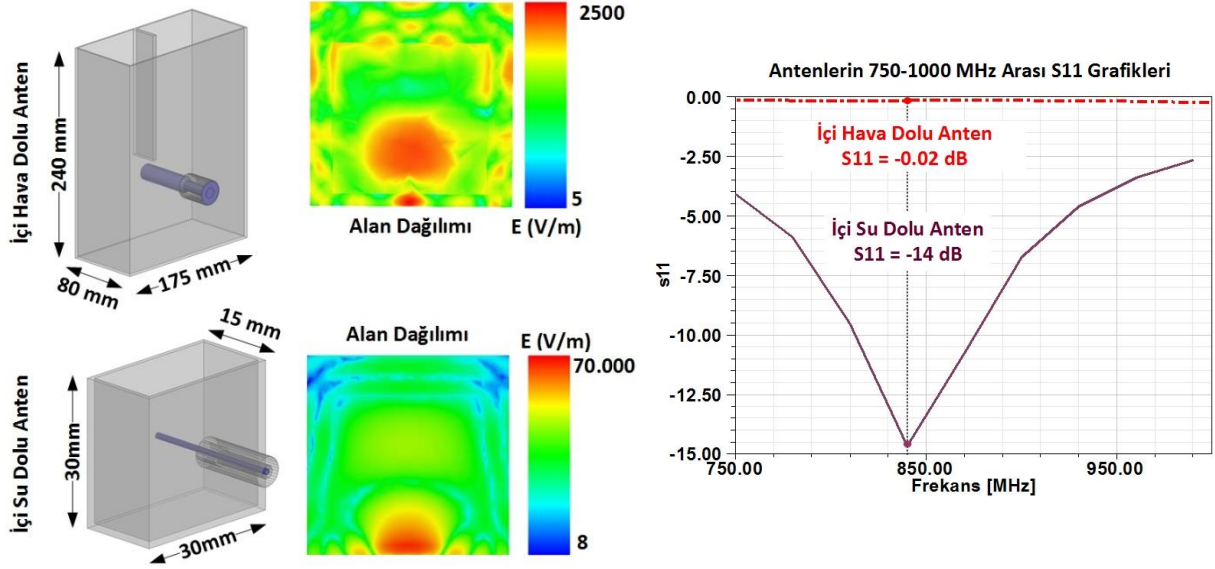 İçi Hava Dolu Anten
240 mm
80 mm
175 mm
2500
5
Alan Dağılımı
E (V/m)
İçi Su Dolu Anten
30mm
15 mm
30mm
Alan Dağılımı
E (V/m)
70.000
8
Antenlerin 750-1000 MHz Arası S11 Grafikleri
0.00
-2.50
-5.00
-7.50
-10.00
-12.50
-15.00
s11
İçi Hava Dolu Anten
S11 = -0.02 dB
İçi Su Dolu Anten
S11 = -14 dB
750.00
850.00
950.00
Frekans [MHz]